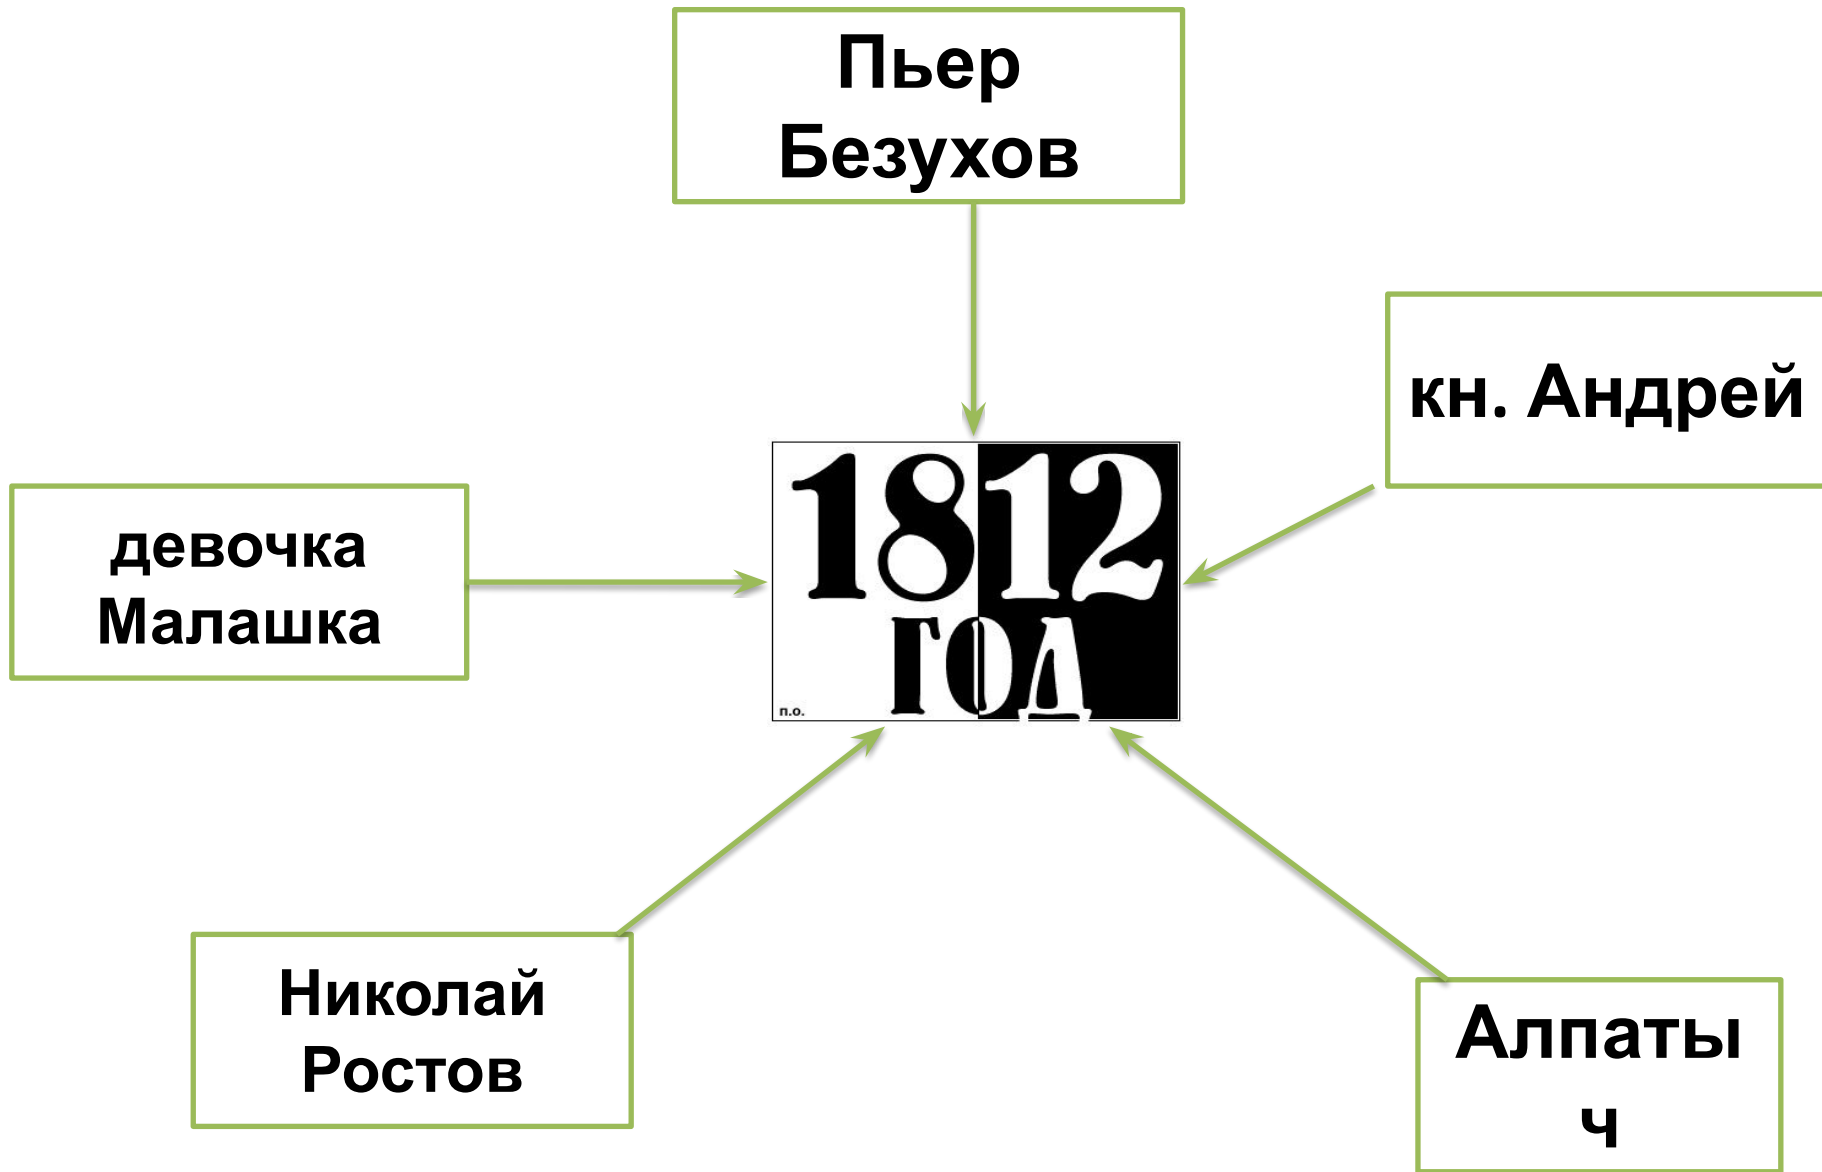 Пьер
Безухов
кн. Андрей
девочка
Малашка
1812
ГОД
п.о.
Николай
Ростов
Алпаты
ч